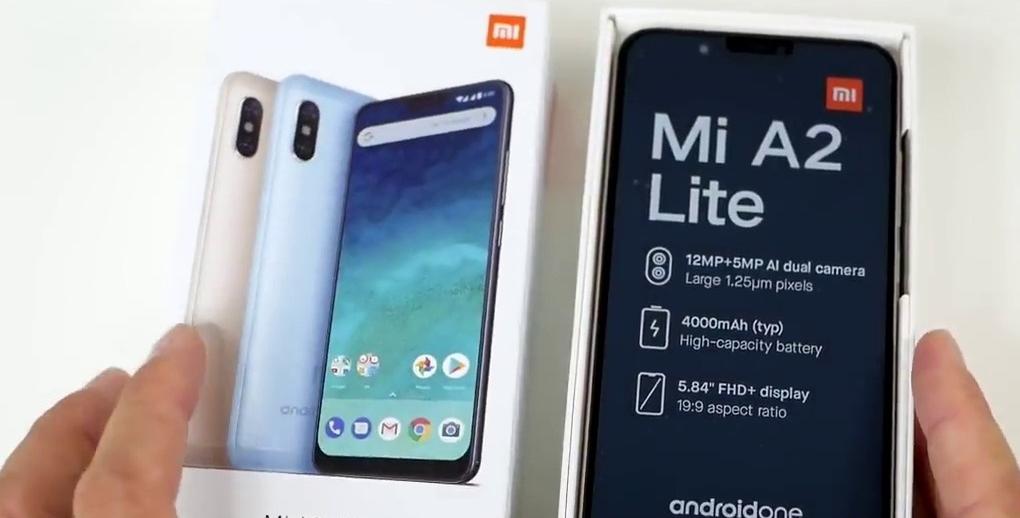 mi
mi
Mi A2
Lite
12MP+5MP AI dual camera
Large 1.25µm pixels
4000mAh (typ)
High-capacity battery
5.84" FHD+ display
19:9 aspect ratio
androidone